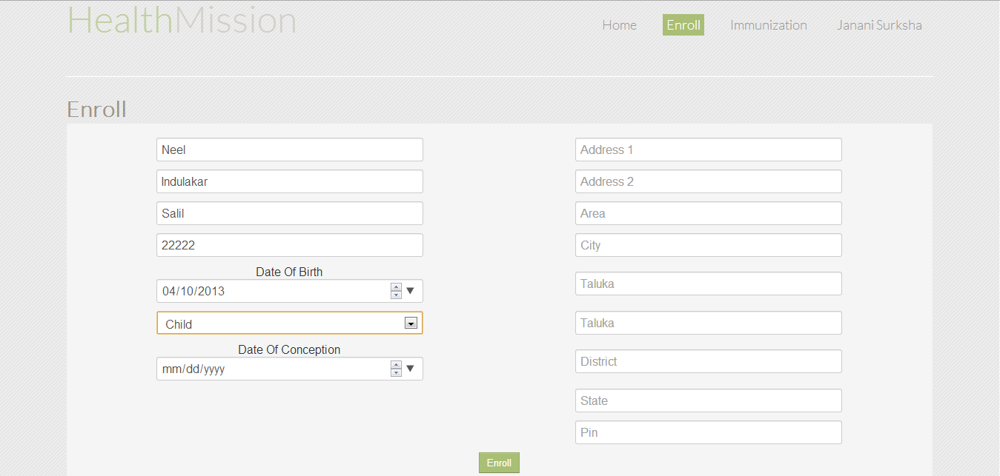 HealthMission
Home Enroll Immunization Janani Surksha
Enroll
Neel
Indulakar
Salil
22222
Date Of Birth
04/10/2013
Child
Date Of Conception
mm/dd/yyyy
Address 1
Address 2
Area
City
Taluka
Taluka
District
State
Pin
Enroll